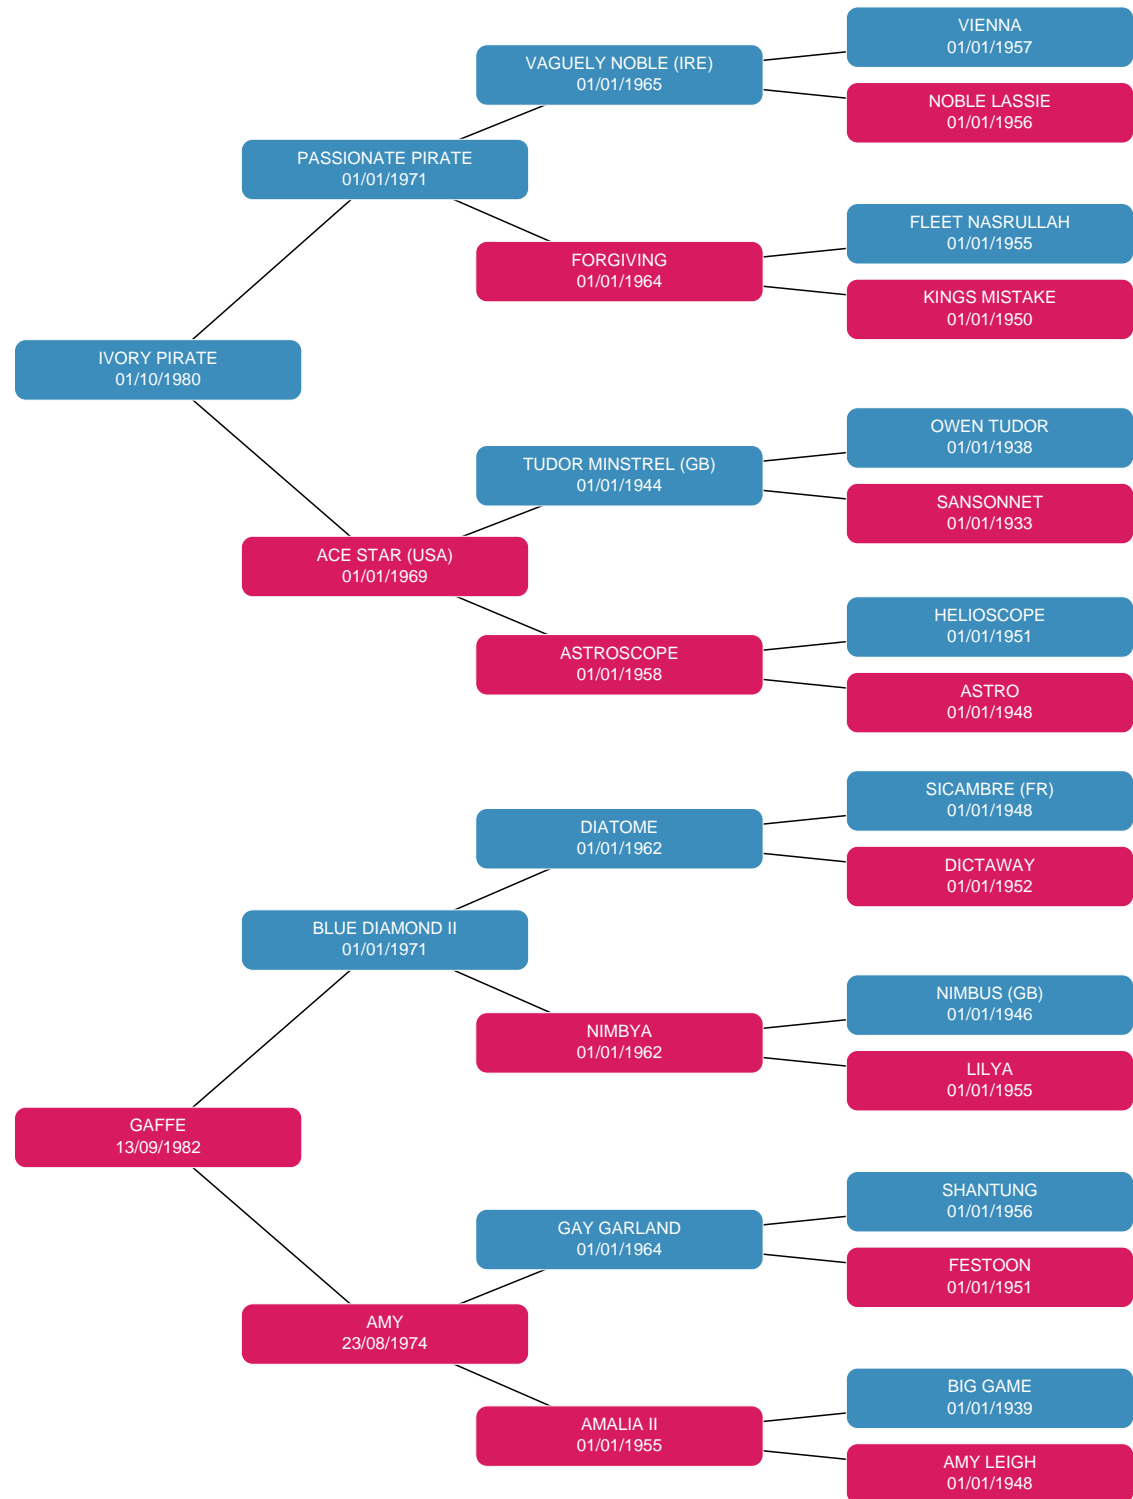 VIENNA
01/01/1957
VAGUELY NOBLE (IRE)
01/01/1965
NOBLE LASSIE
01/01/1956
PASSIONATE PIRATE
01/01/1971
FLEET NASRULLAH
01/01/1955
FORGIVING
01/01/1964
KINGS MISTAKE
01/01/1950
IVORY PIRATE
01/10/1980
OWEN TUDOR
01/01/1938
TUDOR MINSTREL (GB)
01/01/1944
SANSONNET
01/01/1933
ACE STAR (USA)
01/01/1969
HELIOSCOPE
01/01/1951
ASTROSCOPE
01/01/1958
ASTRO
01/01/1948
SICAMBRE (FR)
01/01/1948
DIATOME
01/01/1962
DICTAWAY
01/01/1952
BLUE DIAMOND II
01/01/1971
NIMBUS (GB)
01/01/1946
NIMBYA
01/01/1962
LILYA
01/01/1955
GAFFE
13/09/1982
SHANTUNG
01/01/1956
GAY GARLAND
01/01/1964
FESTOON
01/01/1951
AMY
23/08/1974
BIG GAME
01/01/1939
AMALIA II
01/01/1955
AMY LEIGH
01/01/1948